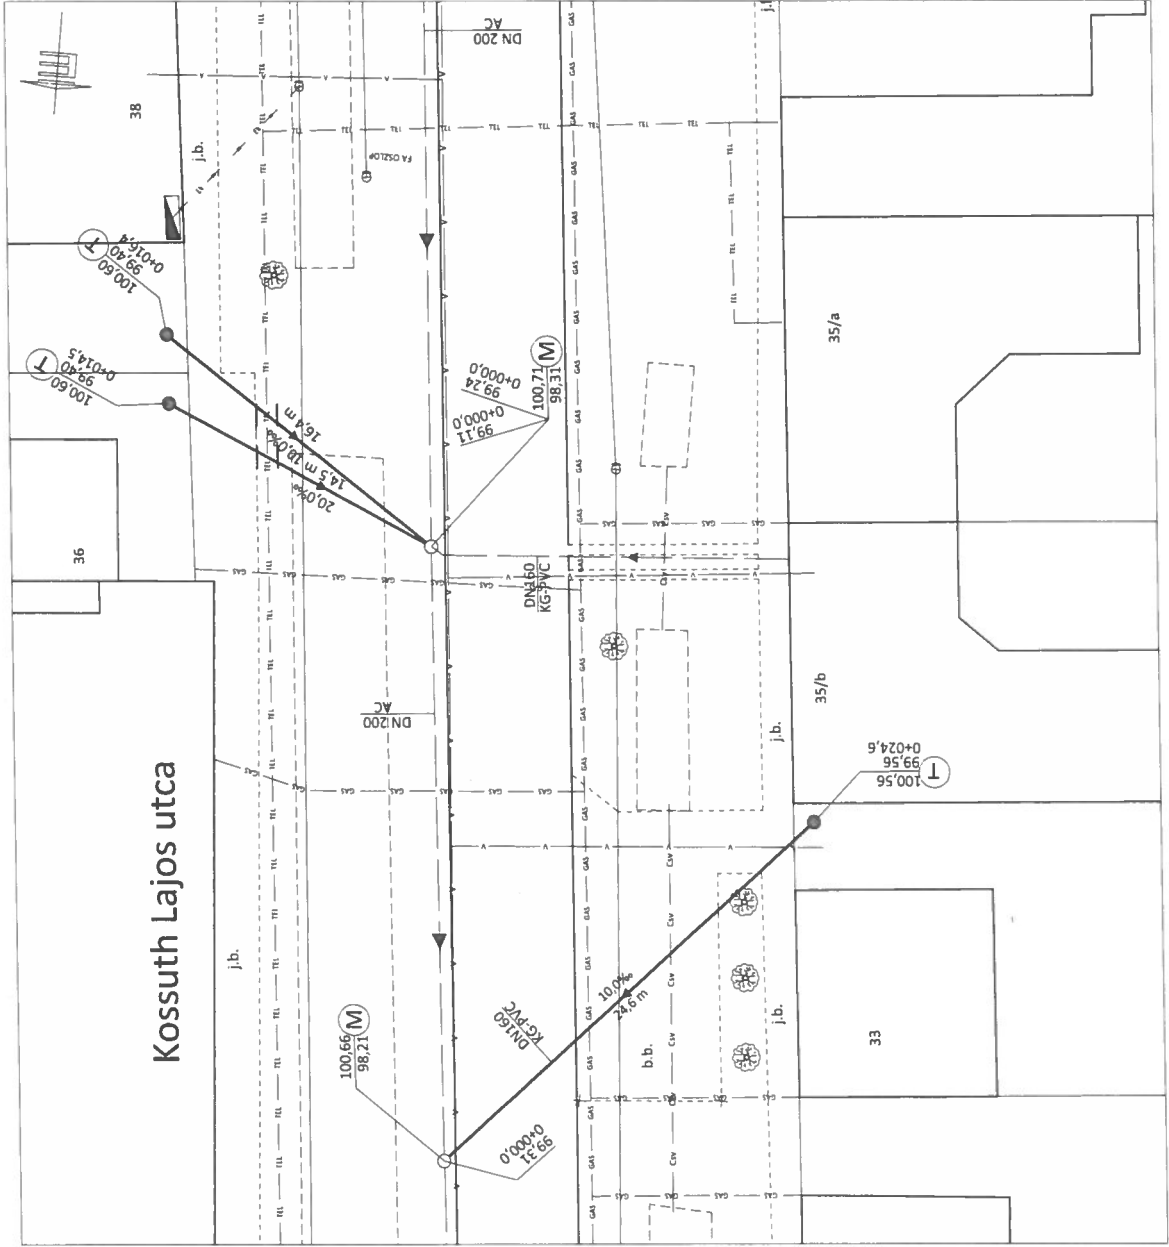 DN 200
AC
38
j.b.
FA OSZLOP
T
100,60
99,40
0+016,4
T
100,60
99,40
0+014,5
16,4 m
14,5 m
20,0‰
99,24
0+000,0
99,11
0+000,0
100,71
98,31
M
35/a
36
DN160
KG-PVC
DN200
AC
35/b
j.b.
Kossuth Lajos utca
j.b.
100,56
99,56
0+024,6
T
100,66
98,21
M
99,31
0+000,0
DN160
KG-PVC
10,0‰
24,6 m
b.b.
j.b.
33
TEL
GAS
Csv
V